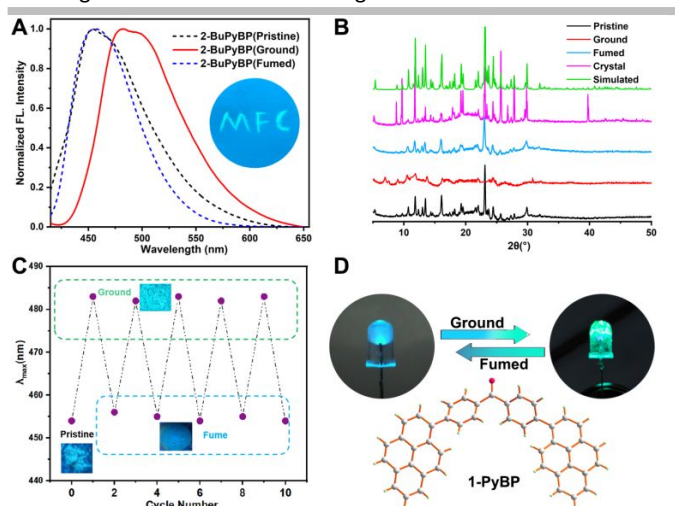 A
2-BuPyBP(Pristine)
2-BuPyBP(Ground)
2-BuPyBP(Fumed)
MFC
Normalized FL. Intensity
1.0
0.8
0.6
0.4
0.2
0.0
450 500 550 600 650
Wavelength (nm)
B
Pristine
Ground
Fumed
Crystal
Simulated
10 20 30 40 50
2θ(°)
C
λmax(nm)
490
480
470
460
450
440
Ground
Pristine
Fume
0 2 4 6 8 10
Cycle Number
D
Ground
Fumed
1-PyBP